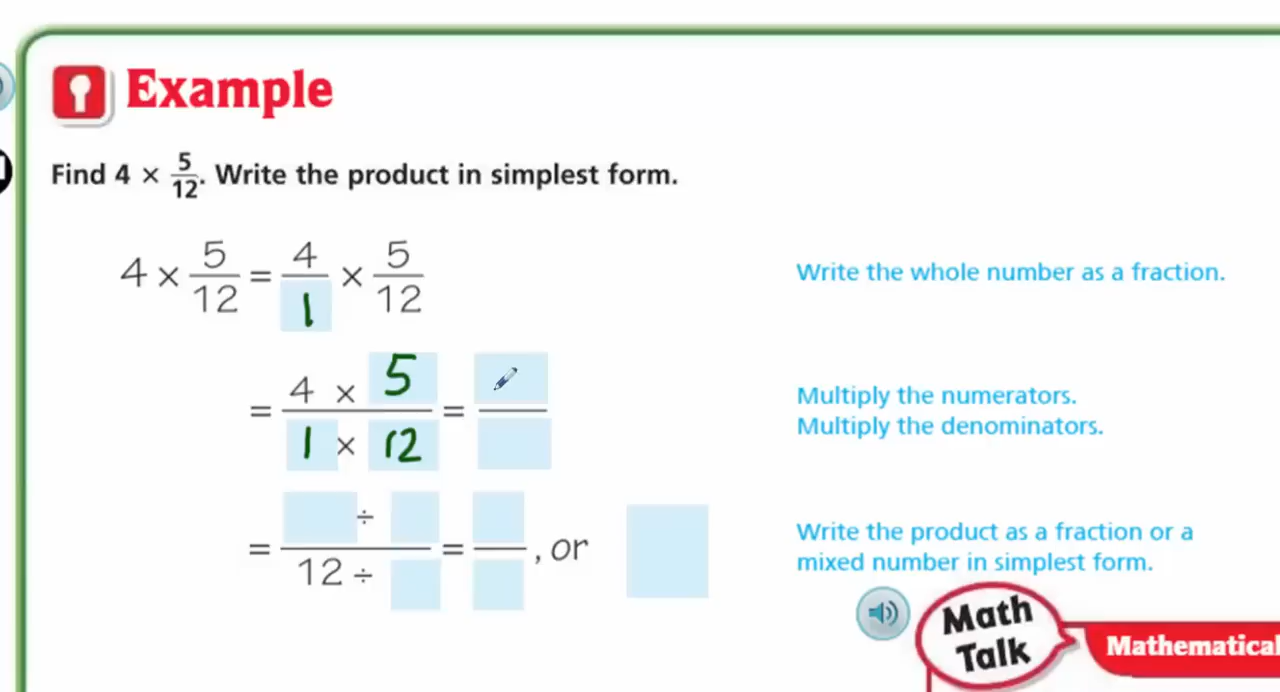 Example
Find 4 × 5/12. Write the product in simplest form.
4 × 5/12 = 4/1 × 5/12
Write the whole number as a fraction.
= 4 × 5 / 1 × 12 =
Multiply the numerators.
Multiply the denominators.
= ÷ / 12 ÷ = , or
Write the product as a fraction or a
mixed number in simplest form.
Math
Talk
Mathematical